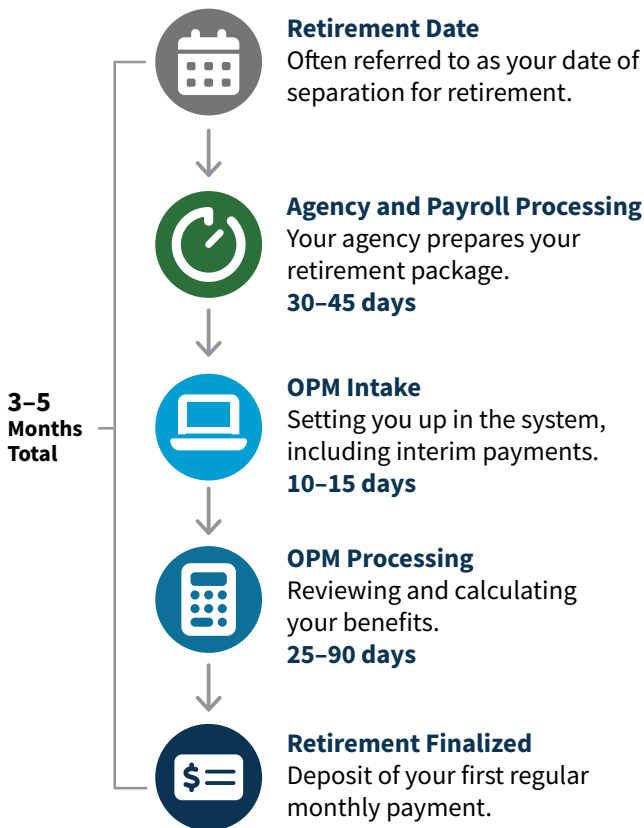 Retirement Date
Often referred to as your date of
separation for retirement.
Agency and Payroll Processing
Your agency prepares your
retirement package.
30–45 days
3–5
Months
Total
OPM Intake
Setting you up in the system,
including interim payments.
10–15 days
OPM Processing
Reviewing and calculating
your benefits.
25–90 days
$
Retirement Finalized
Deposit of your first regular
monthly payment.